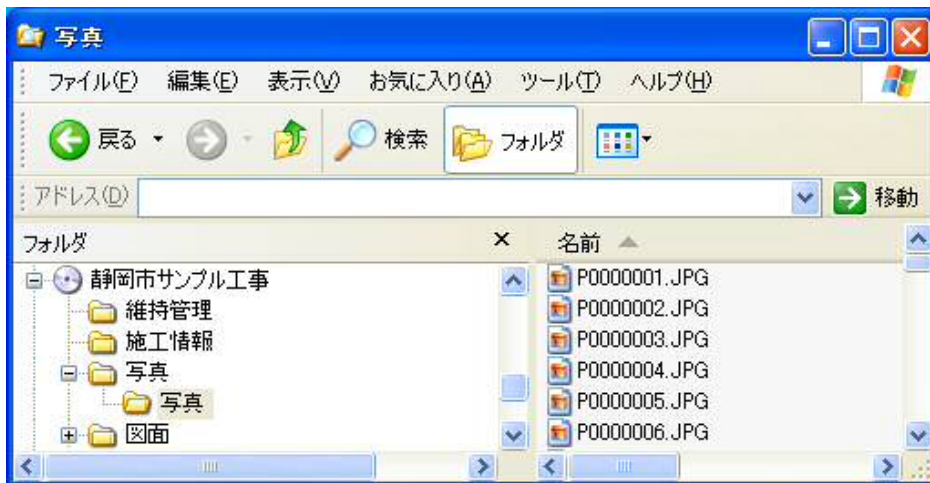 写真
ファイル(F) 編集(E) 表示(V) お気に入り(A) ツール(T) ヘルプ(H)
戻る 検索 フォルダ
アドレス(D) 移動
フォルダ
静岡市サンプル工事
維持管理
施工情報
写真
写真
図面
名前
P0000001.JPG
P0000002.JPG
P0000003.JPG
P0000004.JPG
P0000005.JPG
P0000006.JPG